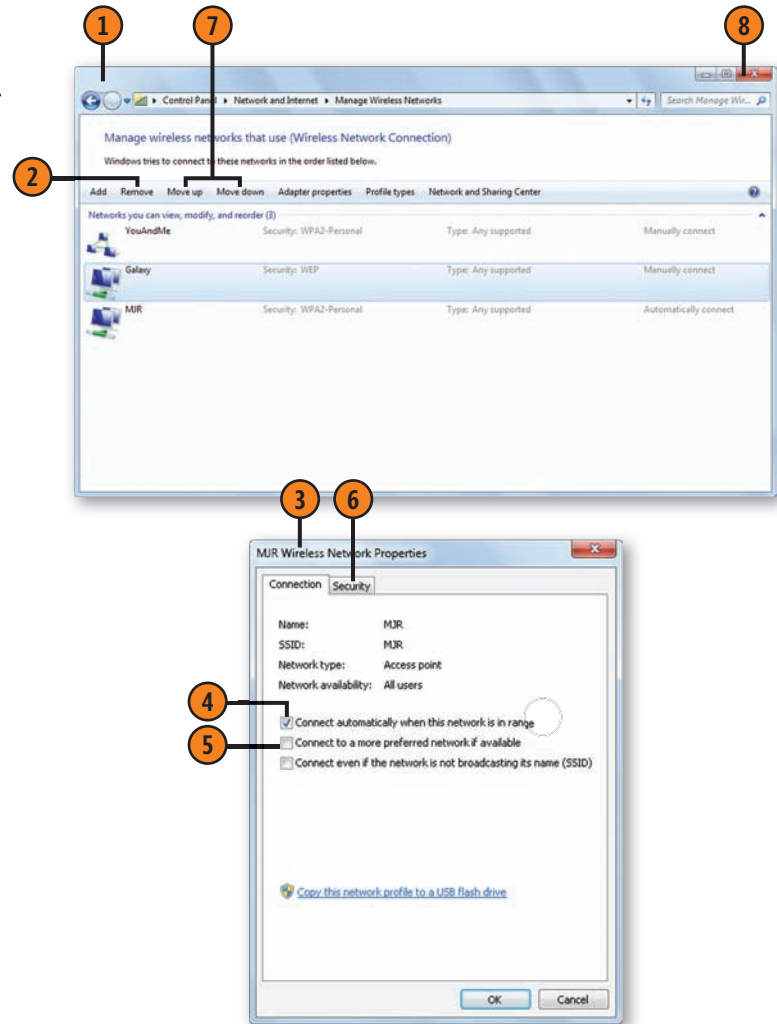 1 7 8
Control Panel ▸ Network and Internet ▸ Manage Wireless Networks Search Manage Wir...
Manage wireless networks that use (Wireless Network Connection)
Windows tries to connect to these networks in the order listed below.
2
Add Remove Move up Move down Adapter properties Profile types Network and Sharing Center
Networks you can view, modify, and reorder (3)
YouAndMe Security: WPA2-Personal Type: Any supported Manually connect
Galaxy Security: WEP Type: Any supported Manually connect
MJR Security: WPA2-Personal Type: Any supported Automatically connect
3 6
MJR Wireless Network Properties
Connection Security
Name: MJR
SSID: MJR
Network type: Access point
Network availability: All users
4
Connect automatically when this network is in range
5 Connect to a more preferred network if available
Connect even if the network is not broadcasting its name (SSID)
Copy this network profile to a USB flash drive
OK Cancel